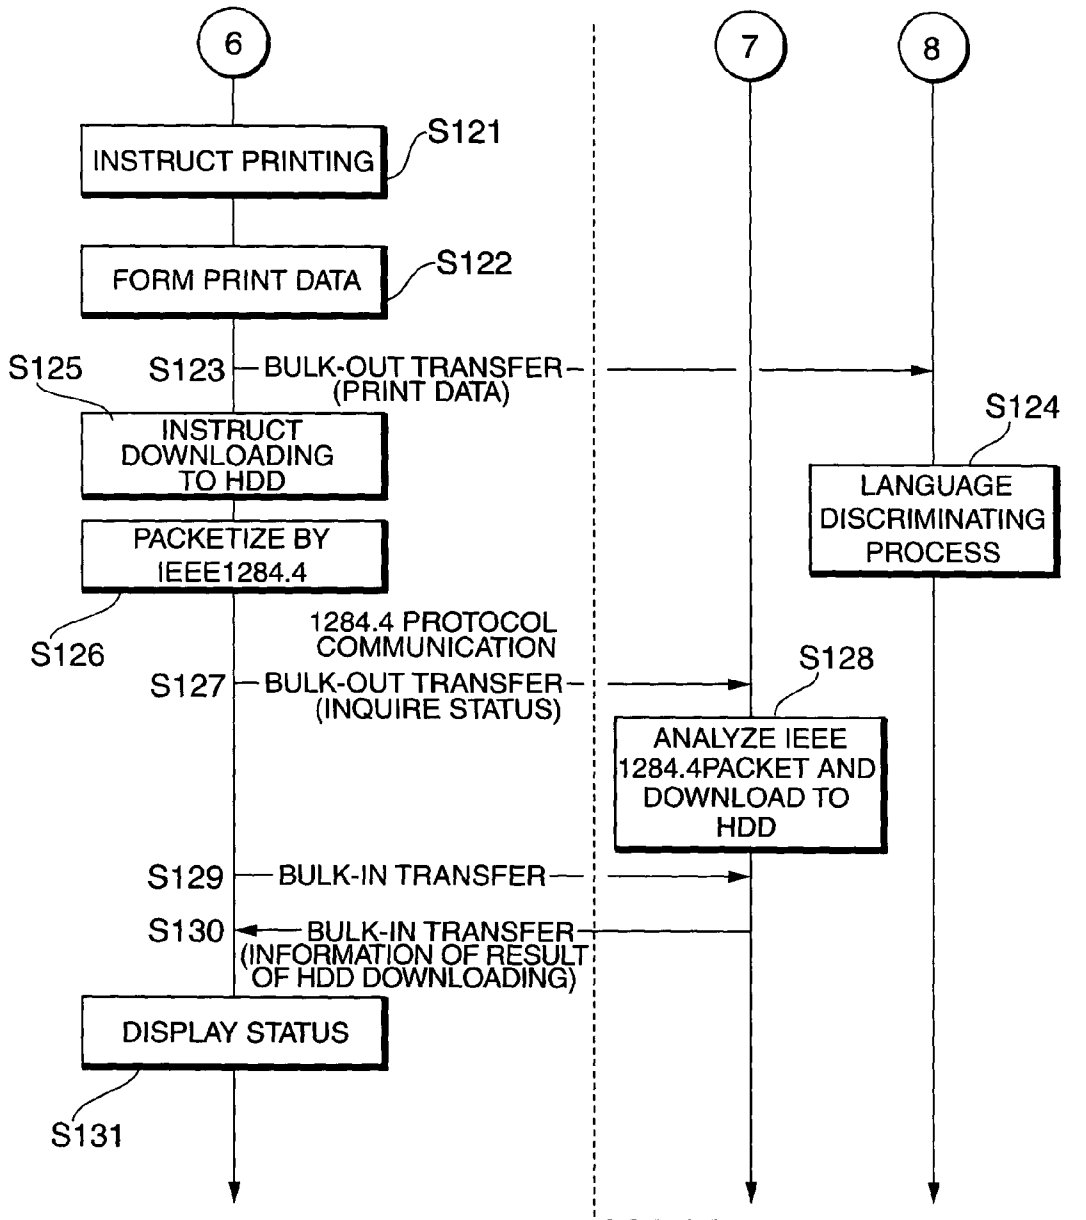 6
7
8
S121
INSTRUCT PRINTING
S122
FORM PRINT DATA
S125
S123
BULK-OUT TRANSFER
(PRINT DATA)
S124
INSTRUCT
DOWNLOADING
TO HDD
LANGUAGE
DISCRIMINATING
PROCESS
PACKETIZE BY
IEEE1284.4
S126
1284.4 PROTOCOL
COMMUNICATION
S128
S127
BULK-OUT TRANSFER
(INQUIRE STATUS)
ANALYZE IEEE
1284.4PACKET AND
DOWNLOAD TO
HDD
S129
BULK-IN TRANSFER
S130
BULK-IN TRANSFER
(INFORMATION OF RESULT
OF HDD DOWNLOADING)
DISPLAY STATUS
S131